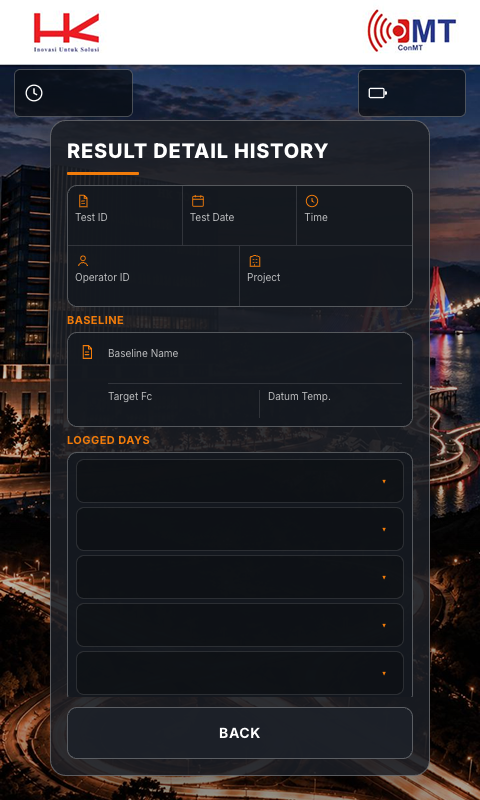 HK
Inovasi Untuk Solusi
MT
ConMT
RESULT DETAIL HISTORY
Test ID
Test Date
Time
Operator ID
Project
BASELINE
Baseline Name
Target Fc
Datum Temp.
LOGGED DAYS
BACK